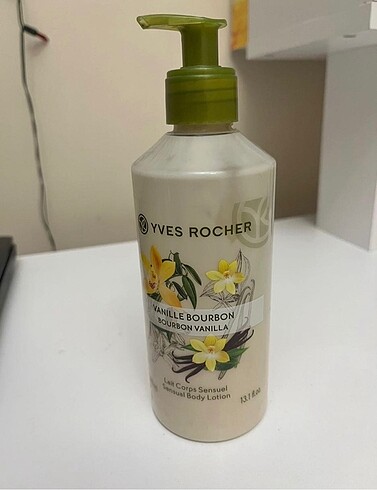 YVES ROCHER
VANILLE BOURBON
BOURBON VANILLA
Lait Corps Sensuel
Sensual Body Lotion
13.1 fl.oz.